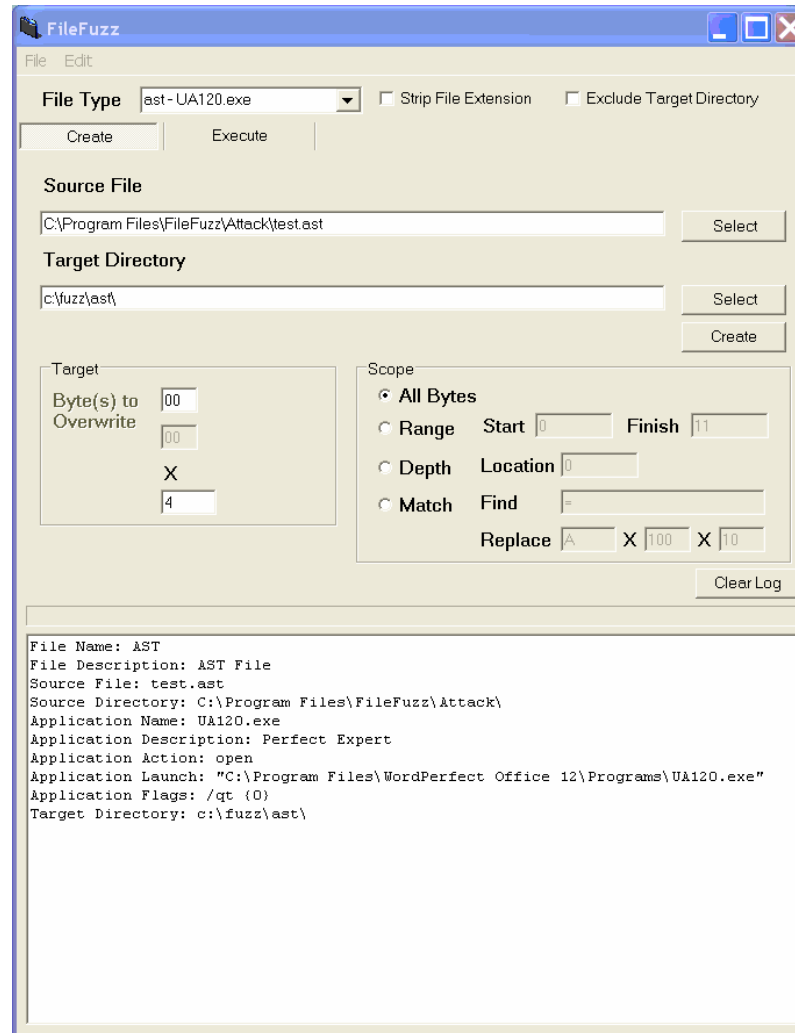 FileFuzz
File Edit
File Type ast - UA120.exe Strip File Extension Exclude Target Directory
Create Execute
Source File
C:\Program Files\FileFuzz\Attack\test.ast Select
Target Directory
c:\fuzz\ast\ Select
Create
Target
Byte(s) to Overwrite 00
00
X
4
Scope
All Bytes
Range Start 0 Finish 11
Depth Location 0
Match Find =
Replace A X 100 X 10
Clear Log
File Name: AST
File Description: AST File
Source File: test.ast
Source Directory: C:\Program Files\FileFuzz\Attack\
Application Name: UA120.exe
Application Description: Perfect Expert
Application Action: open
Application Launch: "C:\Program Files\WordPerfect Office 12\Programs\UA120.exe"
Application Flags: /qt {0}
Target Directory: c:\fuzz\ast\